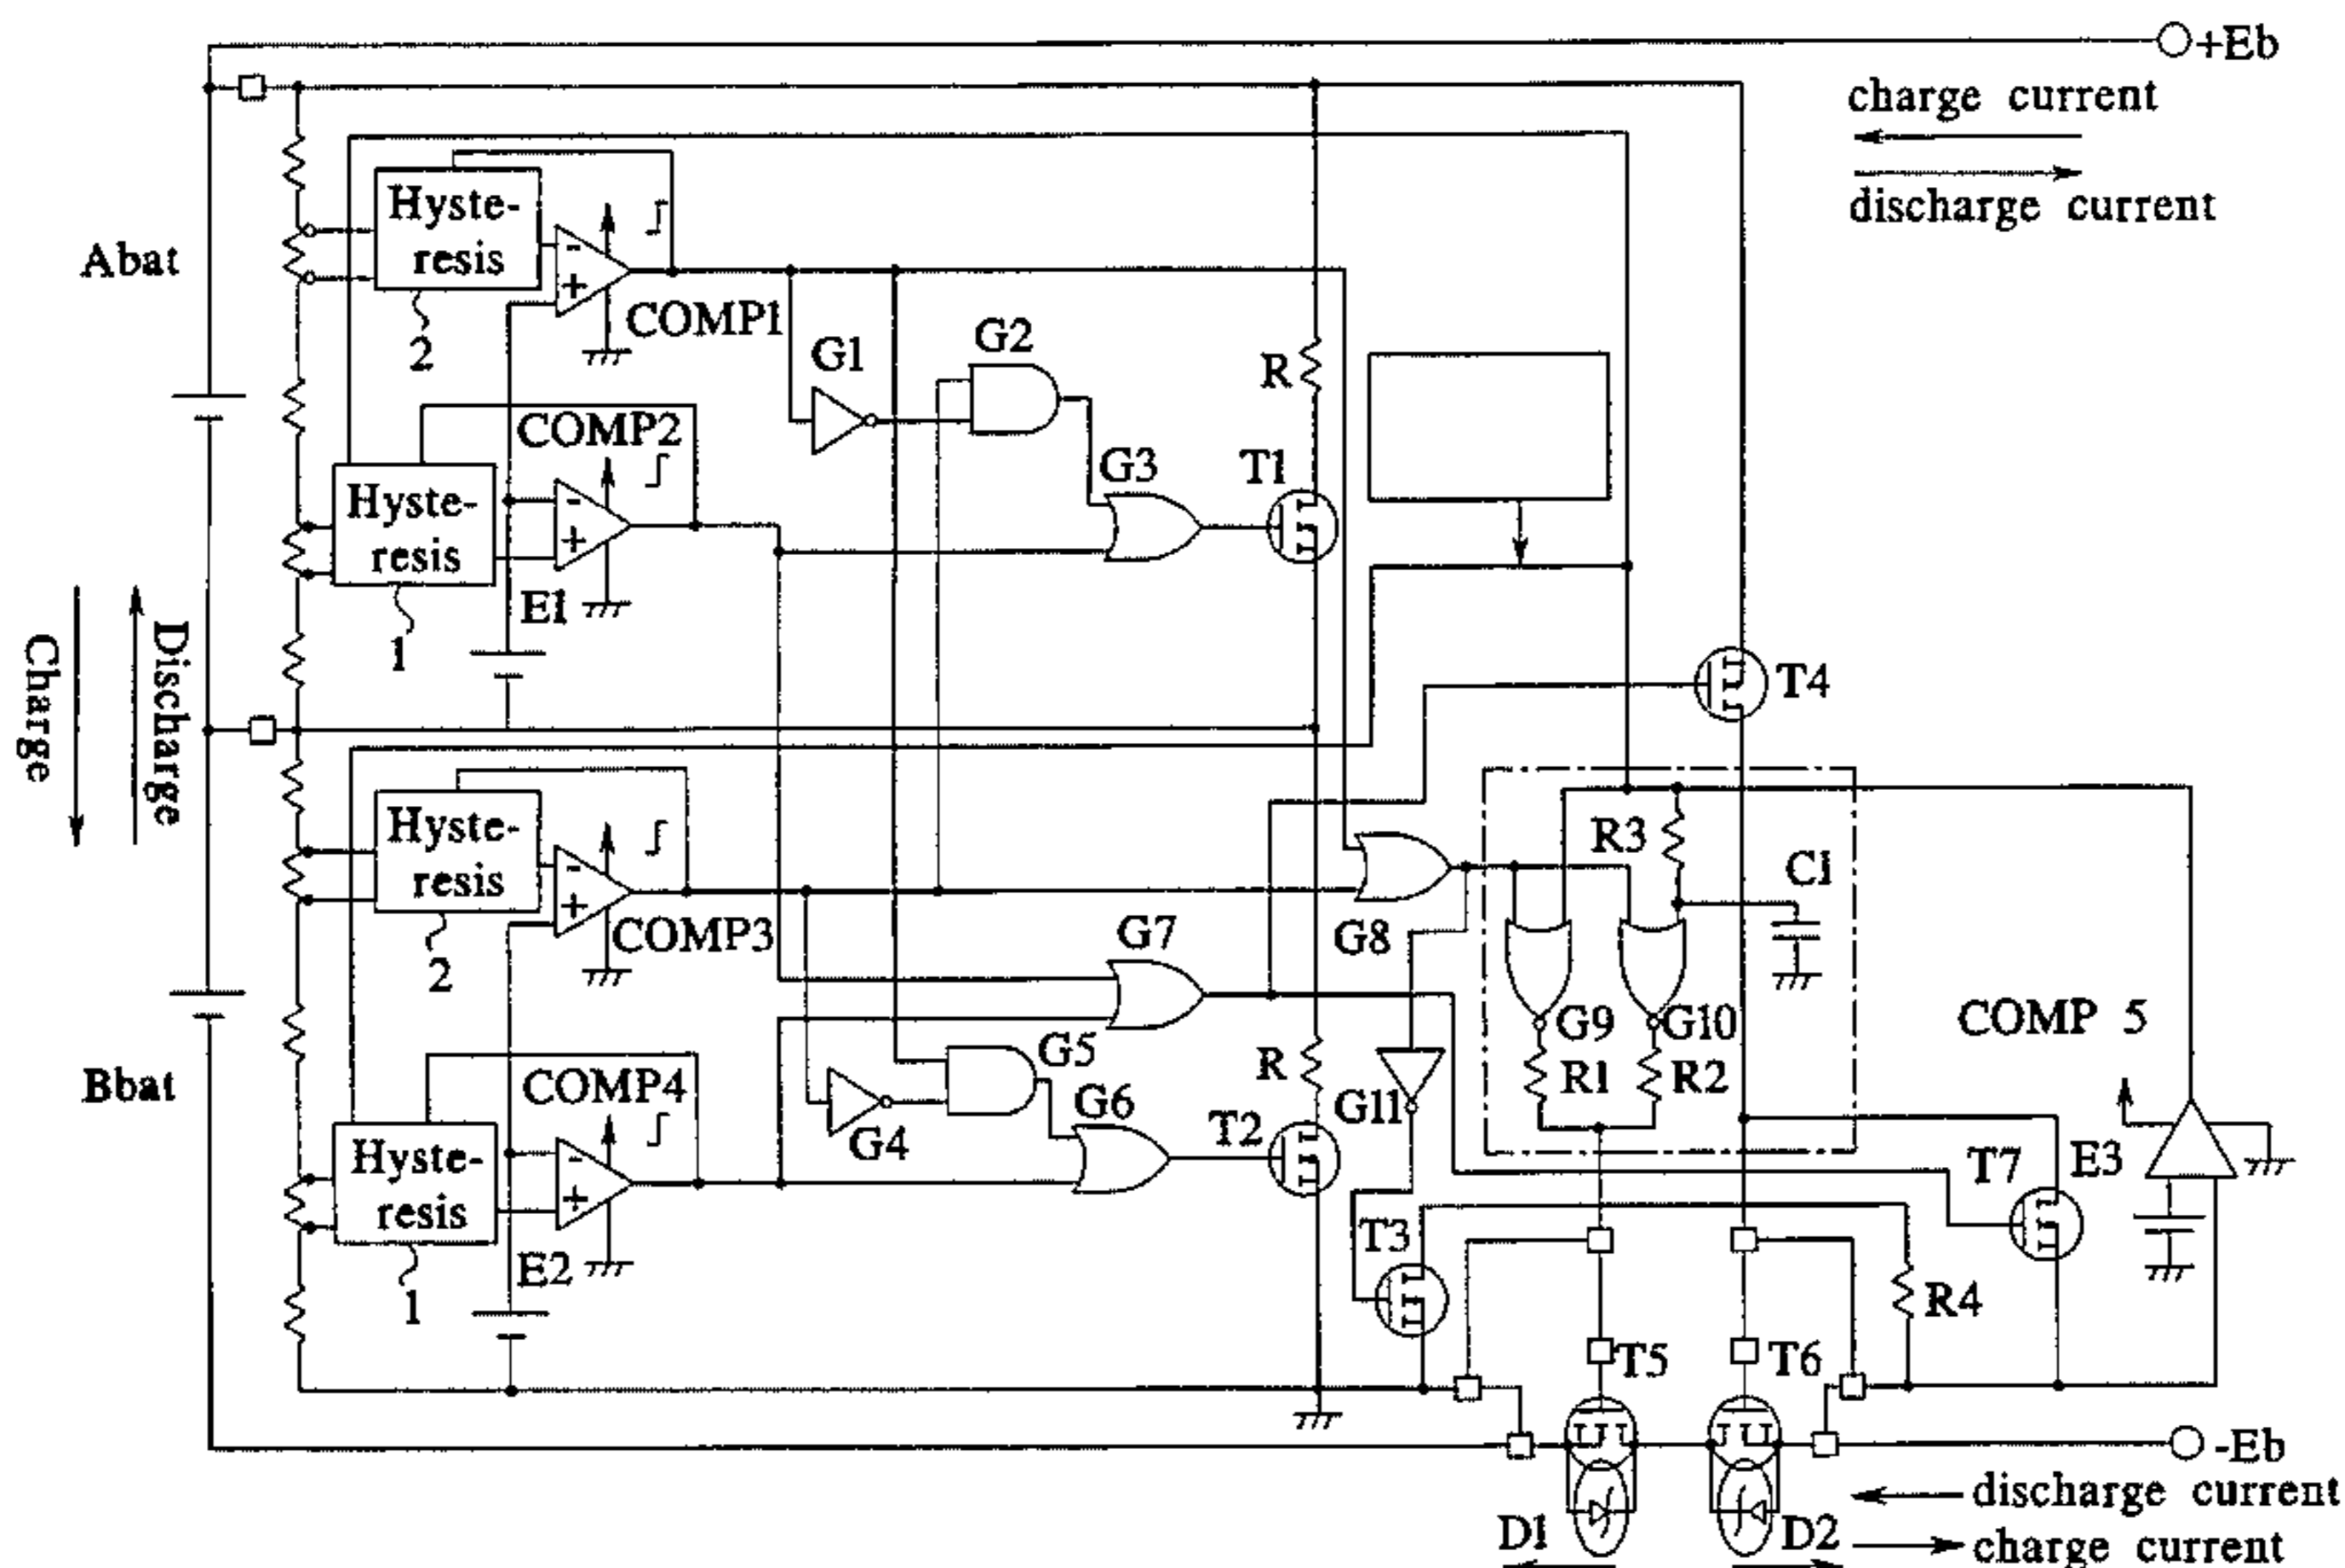 +Eb
charge current
discharge current
Hyste-
resis
Abat
COMP1
2
G1
G2
R
COMP2
G3
T1
Hyste-
resis
E1
1
Charge
Discharge
T4
Hyste-
resis
R3
C1
COMP3
G8
G7
2
G9
G10
COMP 5
G5
R
R1
R2
Bbat
COMP4
G6
G11
G4
T2
Hyste-
resis
T7
E3
T3
E2
1
R4
T5
T6
-Eb
discharge current
D1
D2
charge current